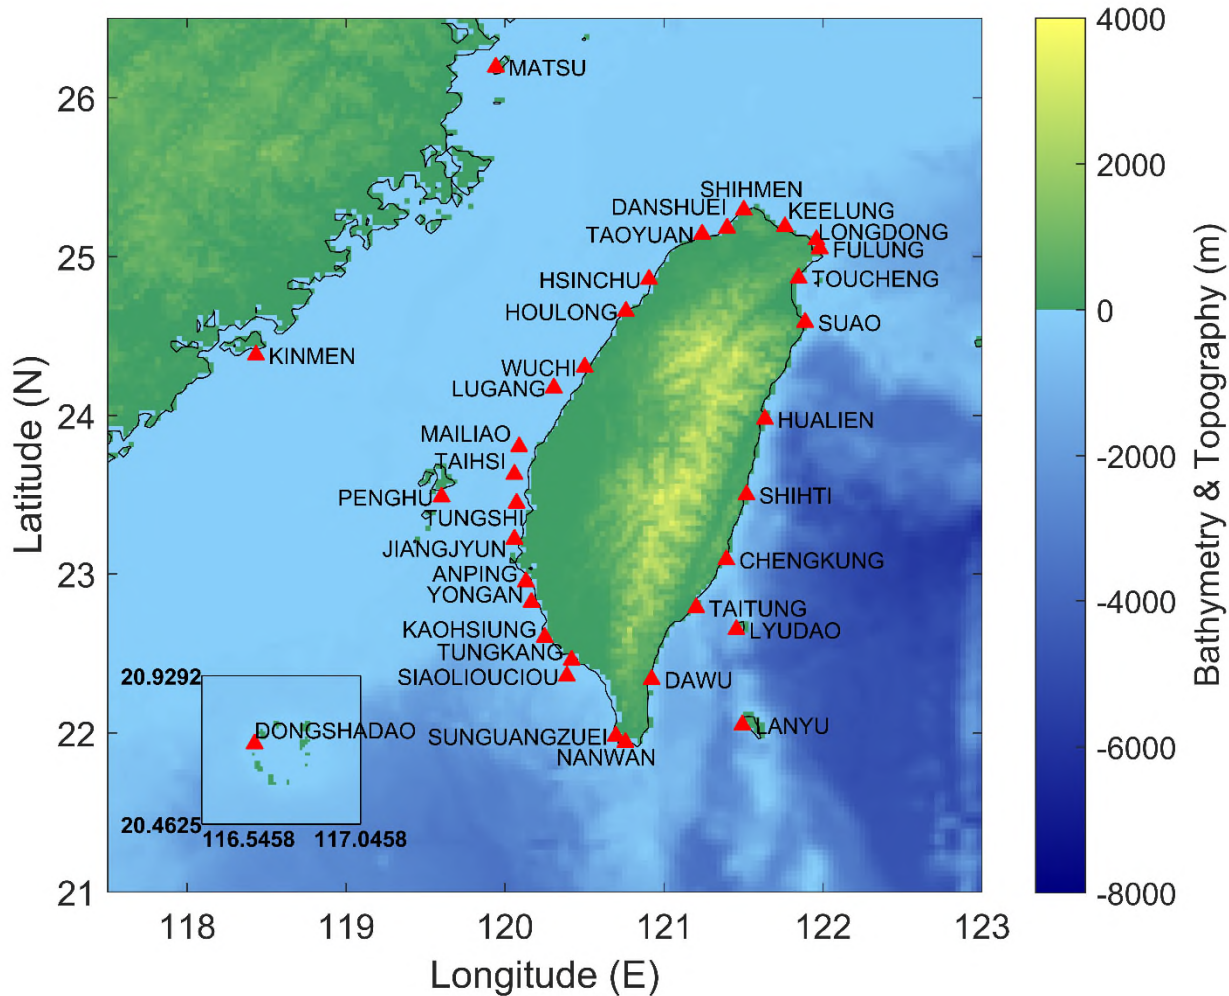 MATSU
SHIHMEN
DANSHUEI
KEELUNG
TAOYUAN
LONGDONG
FULUNG
HSINCHU
TOUCHENG
HOULONG
SUAO
KINMEN
WUCHI
LUGANG
HUALIEN
MAILIAO
TAIHSI
PENGHU
SHIHTI
TUNGSHI
JIANGJYUN
CHENGKUNG
ANPING
YONGAN
TAITUNG
KAOHSIUNG
LYUDAO
TUNGKANG
SIAOLIOUCIOU
DAWU
LANYU
SUNGUANGZUEI
NANWAN
20.9292
DONGSHADAO
20.4625
116.5458 117.0458
26
25
24
23
22
21
Latitude (N)
118 119 120 121 122 123
Longitude (E)
4000
2000
0
-2000
-4000
-6000
-8000
Bathymetry & Topography (m)